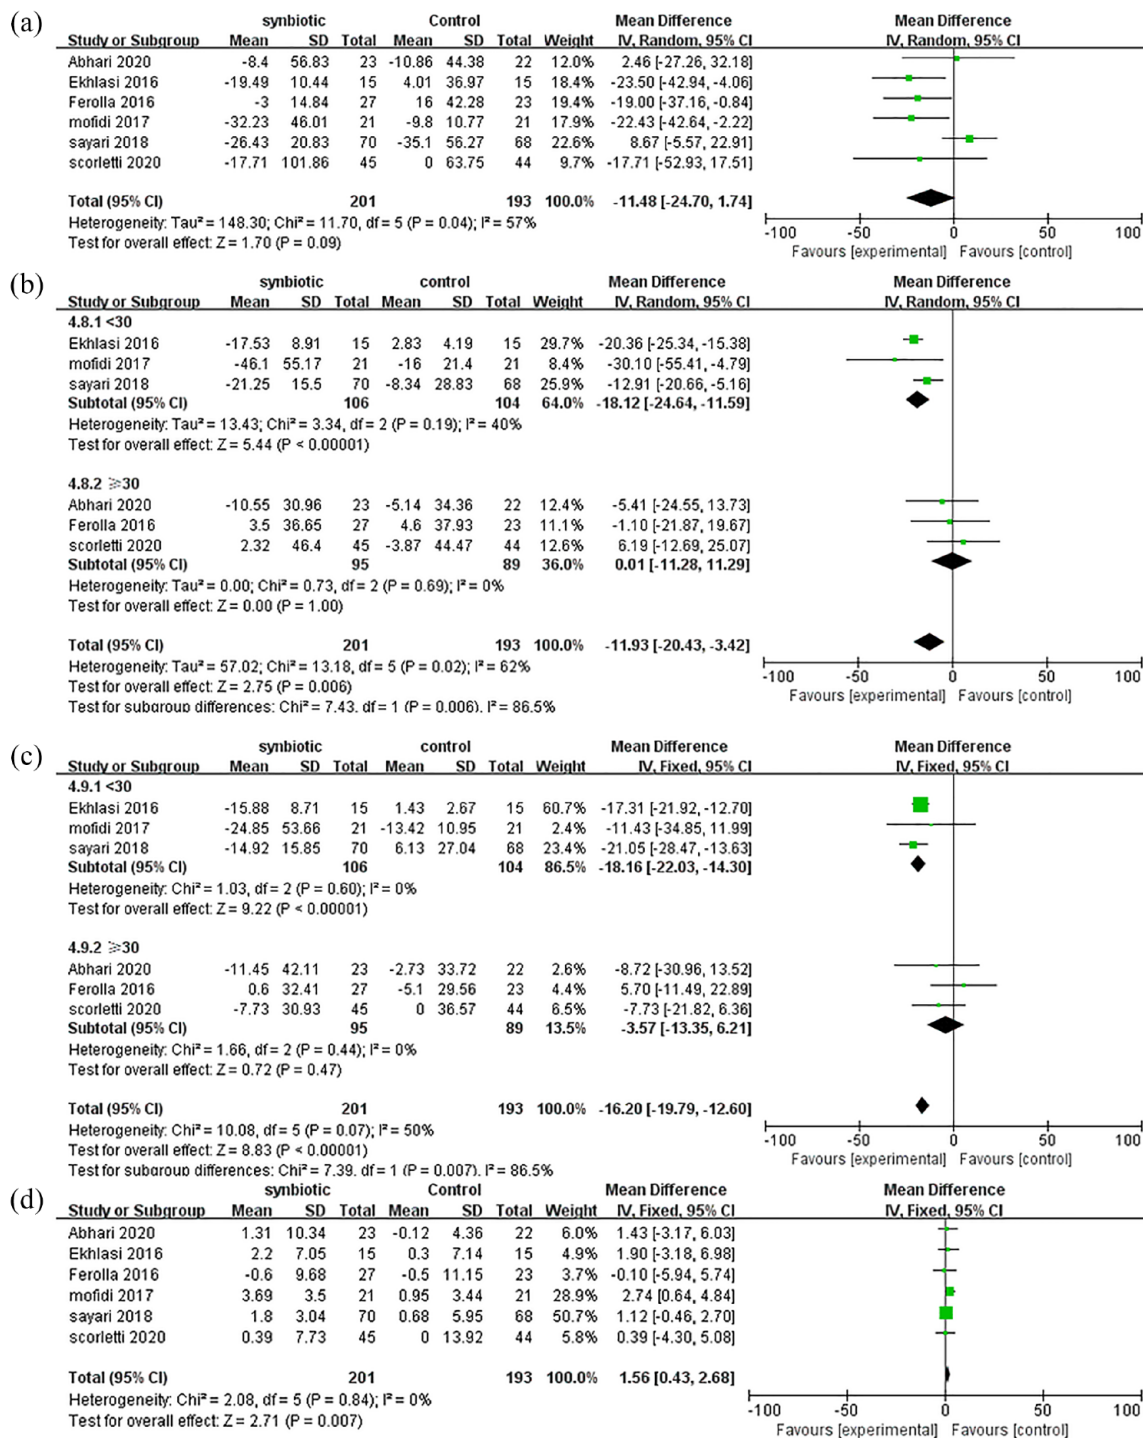 (a)
synbiotic Control Mean Difference Mean Difference
Study or Subgroup Mean SD Total Mean SD Total Weight IV, Random, 95% CI IV, Random, 95% CI
Abhari 2020 -8.4 56.83 23 -10.86 44.38 22 12.0% 2.46 [-27.26, 32.18]
Ekhlasi 2016 -19.49 10.44 15 4.01 36.97 15 18.4% -23.50 [-42.94, -4.06]
Ferolla 2016 -3 14.84 27 16 42.28 23 19.4% -19.00 [-37.16, -0.84]
mofidi 2017 -32.23 46.01 21 -9.8 10.77 21 17.9% -22.43 [-42.64, -2.22]
sayari 2018 -26.43 20.83 70 -35.1 56.27 68 22.6% 8.67 [-5.57, 22.91]
scorletti 2020 -17.71 101.86 45 0 63.75 44 9.7% -17.71 [-52.93, 17.51]
Total (95% CI) 201 193 100.0% -11.48 [-24.70, 1.74]
Heterogeneity: Tau² = 148.30; Chi² = 11.70, df = 5 (P = 0.04); I² = 57%
Test for overall effect: Z = 1.70 (P = 0.09)
-100 -50 0 50 100
Favours [experimental] Favours [control]
(b)
synbiotic control Mean Difference Mean Difference
Study or Subgroup Mean SD Total Mean SD Total Weight IV, Random, 95% CI IV, Random, 95% CI
4.8.1 <30
Ekhlasi 2016 -17.53 8.91 15 2.83 4.19 15 29.7% -20.36 [-25.34, -15.38]
mofidi 2017 -46.1 55.17 21 -16 21.4 21 8.4% -30.10 [-55.41, -4.79]
sayari 2018 -21.25 15.5 70 -8.34 28.83 68 25.9% -12.91 [-20.66, -5.16]
Subtotal (95% CI) 106 104 64.0% -18.12 [-24.64, -11.59]
Heterogeneity: Tau² = 13.43; Chi² = 3.34, df = 2 (P = 0.19); I² = 40%
Test for overall effect: Z = 5.44 (P < 0.00001)
4.8.2 ⩾30
Abhari 2020 -10.55 30.96 23 -5.14 34.36 22 12.4% -5.41 [-24.55, 13.73]
Ferolla 2016 3.5 36.65 27 4.6 37.93 23 11.1% -1.10 [-21.87, 19.67]
scorletti 2020 2.32 46.4 45 -3.87 44.47 44 12.6% 6.19 [-12.69, 25.07]
Subtotal (95% CI) 95 89 36.0% 0.01 [-11.28, 11.29]
Heterogeneity: Tau² = 0.00; Chi² = 0.73, df = 2 (P = 0.69); I² = 0%
Test for overall effect: Z = 0.00 (P = 1.00)
Total (95% CI) 201 193 100.0% -11.93 [-20.43, -3.42]
Heterogeneity: Tau² = 57.02; Chi² = 13.18, df = 5 (P = 0.02); I² = 62%
Test for overall effect: Z = 2.75 (P = 0.006)
Test for subgroup differences: Chi² = 7.43, df = 1 (P = 0.006), I² = 86.5%
-100 -50 0 50 100
Favours [experimental] Favours [control]
(c)
synbiotic control Mean Difference Mean Difference
Study or Subgroup Mean SD Total Mean SD Total Weight IV, Fixed, 95% CI IV, Fixed, 95% CI
4.9.1 <30
Ekhlasi 2016 -15.88 8.71 15 1.43 2.67 15 60.7% -17.31 [-21.92, -12.70]
mofidi 2017 -24.85 53.66 21 -13.42 10.95 21 2.4% -11.43 [-34.85, 11.99]
sayari 2018 -14.92 15.85 70 6.13 27.04 68 23.4% -21.05 [-28.47, -13.63]
Subtotal (95% CI) 106 104 86.5% -18.16 [-22.03, -14.30]
Heterogeneity: Chi² = 1.03, df = 2 (P = 0.60); I² = 0%
Test for overall effect: Z = 9.22 (P < 0.00001)
4.9.2 ⩾30
Abhari 2020 -11.45 42.11 23 -2.73 33.72 22 2.6% -8.72 [-30.96, 13.52]
Ferolla 2016 0.6 32.41 27 -5.1 29.56 23 4.4% 5.70 [-11.49, 22.89]
scorletti 2020 -7.73 30.93 45 0 36.57 44 6.5% -7.73 [-21.82, 6.36]
Subtotal (95% CI) 95 89 13.5% -3.57 [-13.35, 6.21]
Heterogeneity: Chi² = 1.66, df = 2 (P = 0.44); I² = 0%
Test for overall effect: Z = 0.72 (P = 0.47)
Total (95% CI) 201 193 100.0% -16.20 [-19.79, -12.60]
Heterogeneity: Chi² = 10.08, df = 5 (P = 0.07); I² = 50%
Test for overall effect: Z = 8.83 (P < 0.00001)
Test for subgroup differences: Chi² = 7.39, df = 1 (P = 0.007), I² = 86.5%
-100 -50 0 50 100
Favours [experimental] Favours [control]
(d)
synbiotic Control Mean Difference Mean Difference
Study or Subgroup Mean SD Total Mean SD Total Weight IV, Fixed, 95% CI IV, Fixed, 95% CI
Abhari 2020 1.31 10.34 23 -0.12 4.36 22 6.0% 1.43 [-3.17, 6.03]
Ekhlasi 2016 2.2 7.05 15 0.3 7.14 15 4.9% 1.90 [-3.18, 6.98]
Ferolla 2016 -0.6 9.68 27 -0.5 11.15 23 3.7% -0.10 [-5.94, 5.74]
mofidi 2017 3.69 3.5 21 0.95 3.44 21 28.9% 2.74 [0.64, 4.84]
sayari 2018 1.8 3.04 70 0.68 5.95 68 50.7% 1.12 [-0.46, 2.70]
scorletti 2020 0.39 7.73 45 0 13.92 44 5.8% 0.39 [-4.30, 5.08]
Total (95% CI) 201 193 100.0% 1.56 [0.43, 2.68]
Heterogeneity: Chi² = 2.08, df = 5 (P = 0.84); I² = 0%
Test for overall effect: Z = 2.71 (P = 0.007)
-100 -50 0 50 100
Favours [experimental] Favours [control]